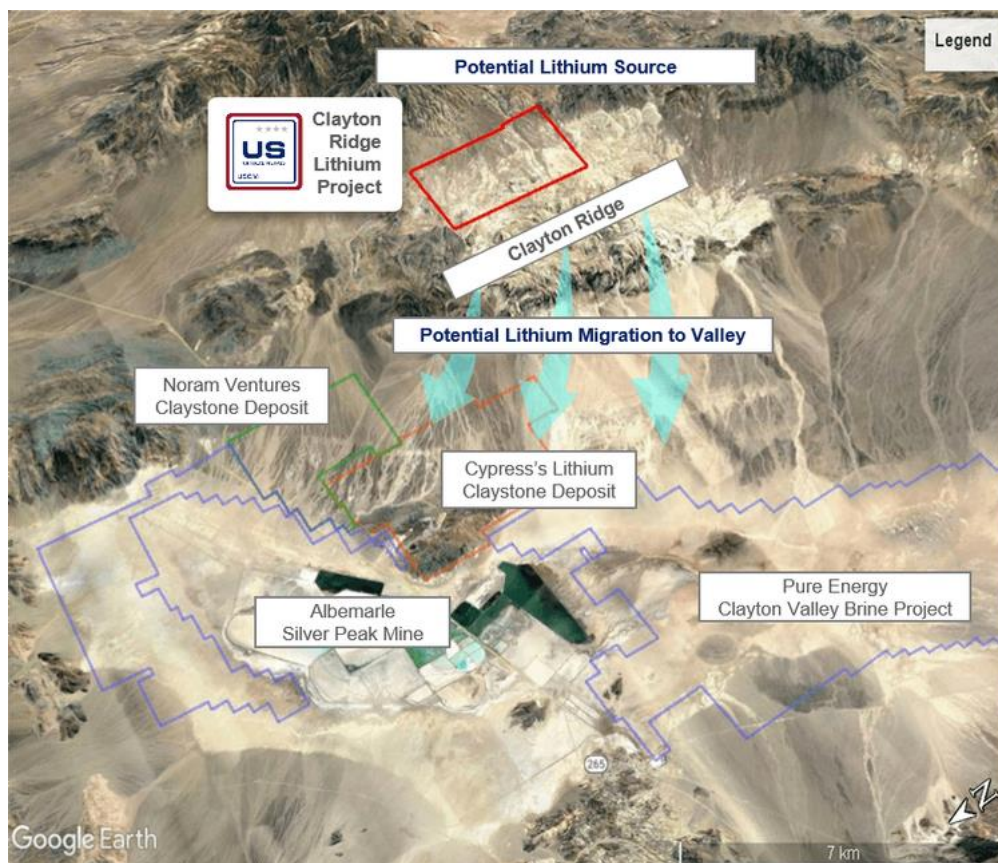 Legend
Potential Lithium Source
US
USCM
Clayton
Ridge
Lithium
Project
Clayton Ridge
Potential Lithium Migration to Valley
Noram Ventures
Claystone Deposit
Cypress's Lithium
Claystone Deposit
Albemarle
Silver Peak Mine
Pure Energy
Clayton Valley Brine Project
265
N
Google Earth
7 km